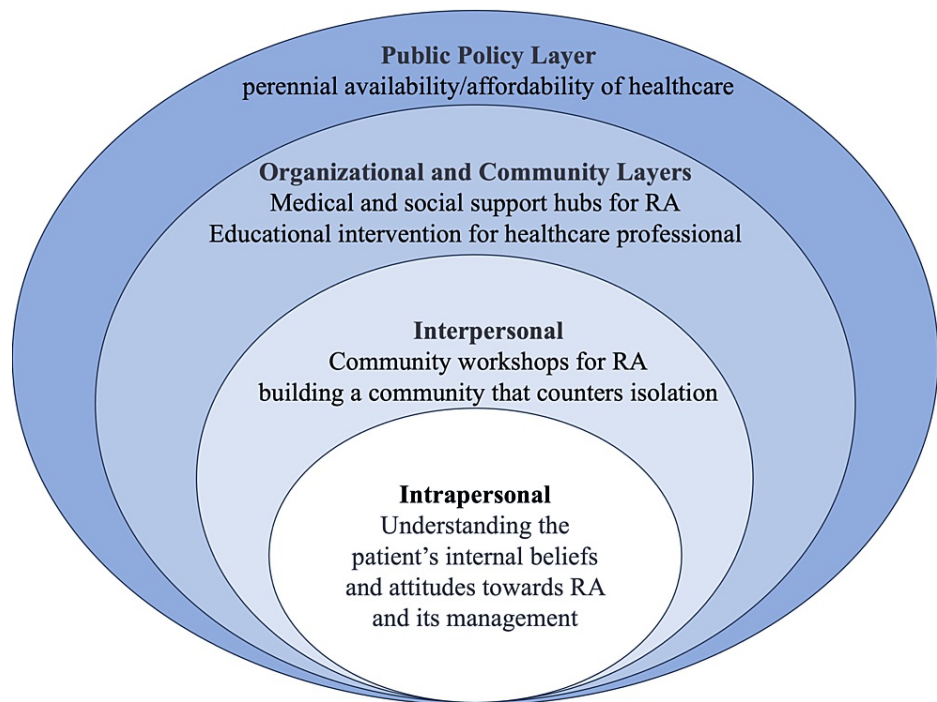 Public Policy Layer
perennial availability/affordability of healthcare
Organizational and Community Layers
Medical and social support hubs for RA
Educational intervention for healthcare professional
Interpersonal
Community workshops for RA
building a community that counters isolation
Intrapersonal
Understanding the
patient’s internal beliefs
and attitudes towards RA
and its management